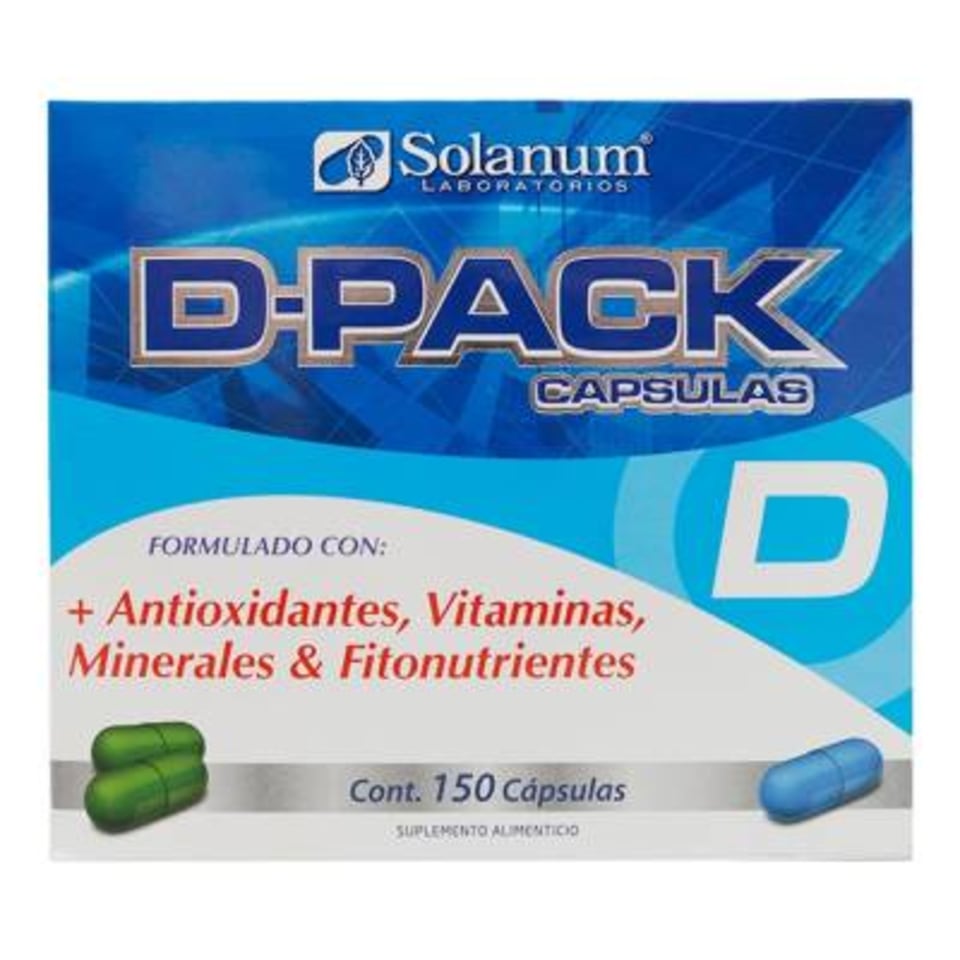 Solanum®
LABORATORIOS
D-PACK
CAPSULAS
D
FORMULADO CON:
+ Antioxidantes, Vitaminas,
Minerales & Fitonutrientes
Cont. 150 Cápsulas
SUPLEMENTO ALIMENTICIO